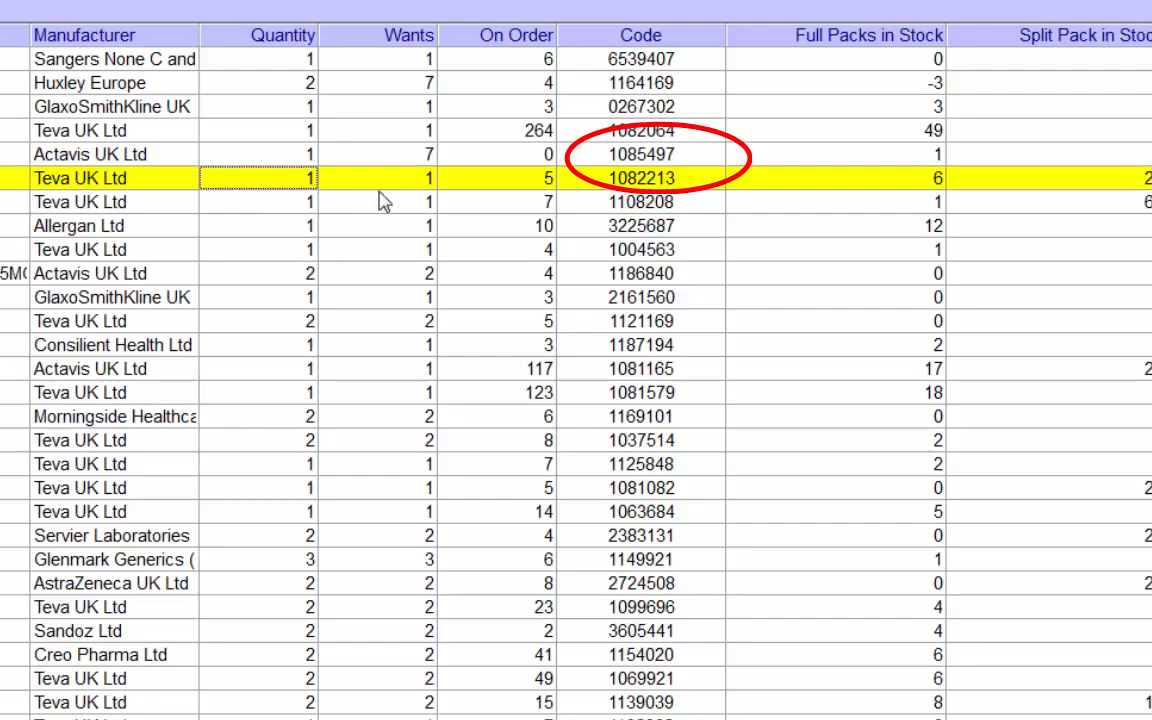 Manufacturer Quantity Wants On Order Code Full Packs in Stock Split Pack in Stoc
Sangers None C and 1 1 6 6539407 0
Huxley Europe 2 7 4 1164169 -3
GlaxoSmithKline UK 1 1 3 0267302 3
Teva UK Ltd 1 1 264 1082064 49
Actavis UK Ltd 1 7 0 1085497 1
Teva UK Ltd 1 1 5 1082213 6 2
Teva UK Ltd 1 1 7 1108208 1 6
Allergan Ltd 1 1 10 3225687 12
Teva UK Ltd 1 1 4 1004563 1
5M Actavis UK Ltd 2 2 4 1186840 0
GlaxoSmithKline UK 1 1 3 2161560 0
Teva UK Ltd 2 2 5 1121169 0
Consilient Health Ltd 1 1 3 1187194 2
Actavis UK Ltd 1 1 117 1081165 17 2
Teva UK Ltd 1 1 123 1081579 18
Morningside Healthca 2 2 6 1169101 0
Teva UK Ltd 2 2 8 1037514 2
Teva UK Ltd 1 1 7 1125848 2
Teva UK Ltd 1 1 5 1081082 0 2
Teva UK Ltd 1 1 14 1063684 5
Servier Laboratories 2 2 4 2383131 0 2
Glenmark Generics ( 3 3 6 1149921 1
AstraZeneca UK Ltd 2 2 8 2724508 0 2
Teva UK Ltd 2 2 23 1099696 4
Sandoz Ltd 2 2 2 3605441 4
Creo Pharma Ltd 2 2 41 1154020 6
Teva UK Ltd 2 2 49 1069921 6
Teva UK Ltd 2 2 15 1139039 8 1